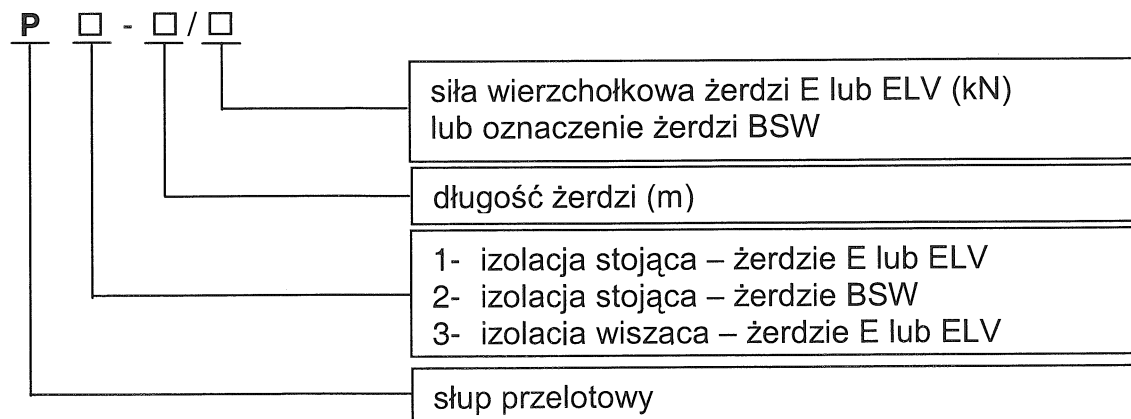 P □ - □ / □
siła wierzchołkowa żerdzi E lub ELV (kN)
lub oznaczenie żerdzi BSW
długość żerdzi (m)
1- izolacja stojąca – żerdzie E lub ELV
2- izolacja stojąca – żerdzie BSW
3- izolacia wisząca – żerdzie E lub ELV
słup przelotowy